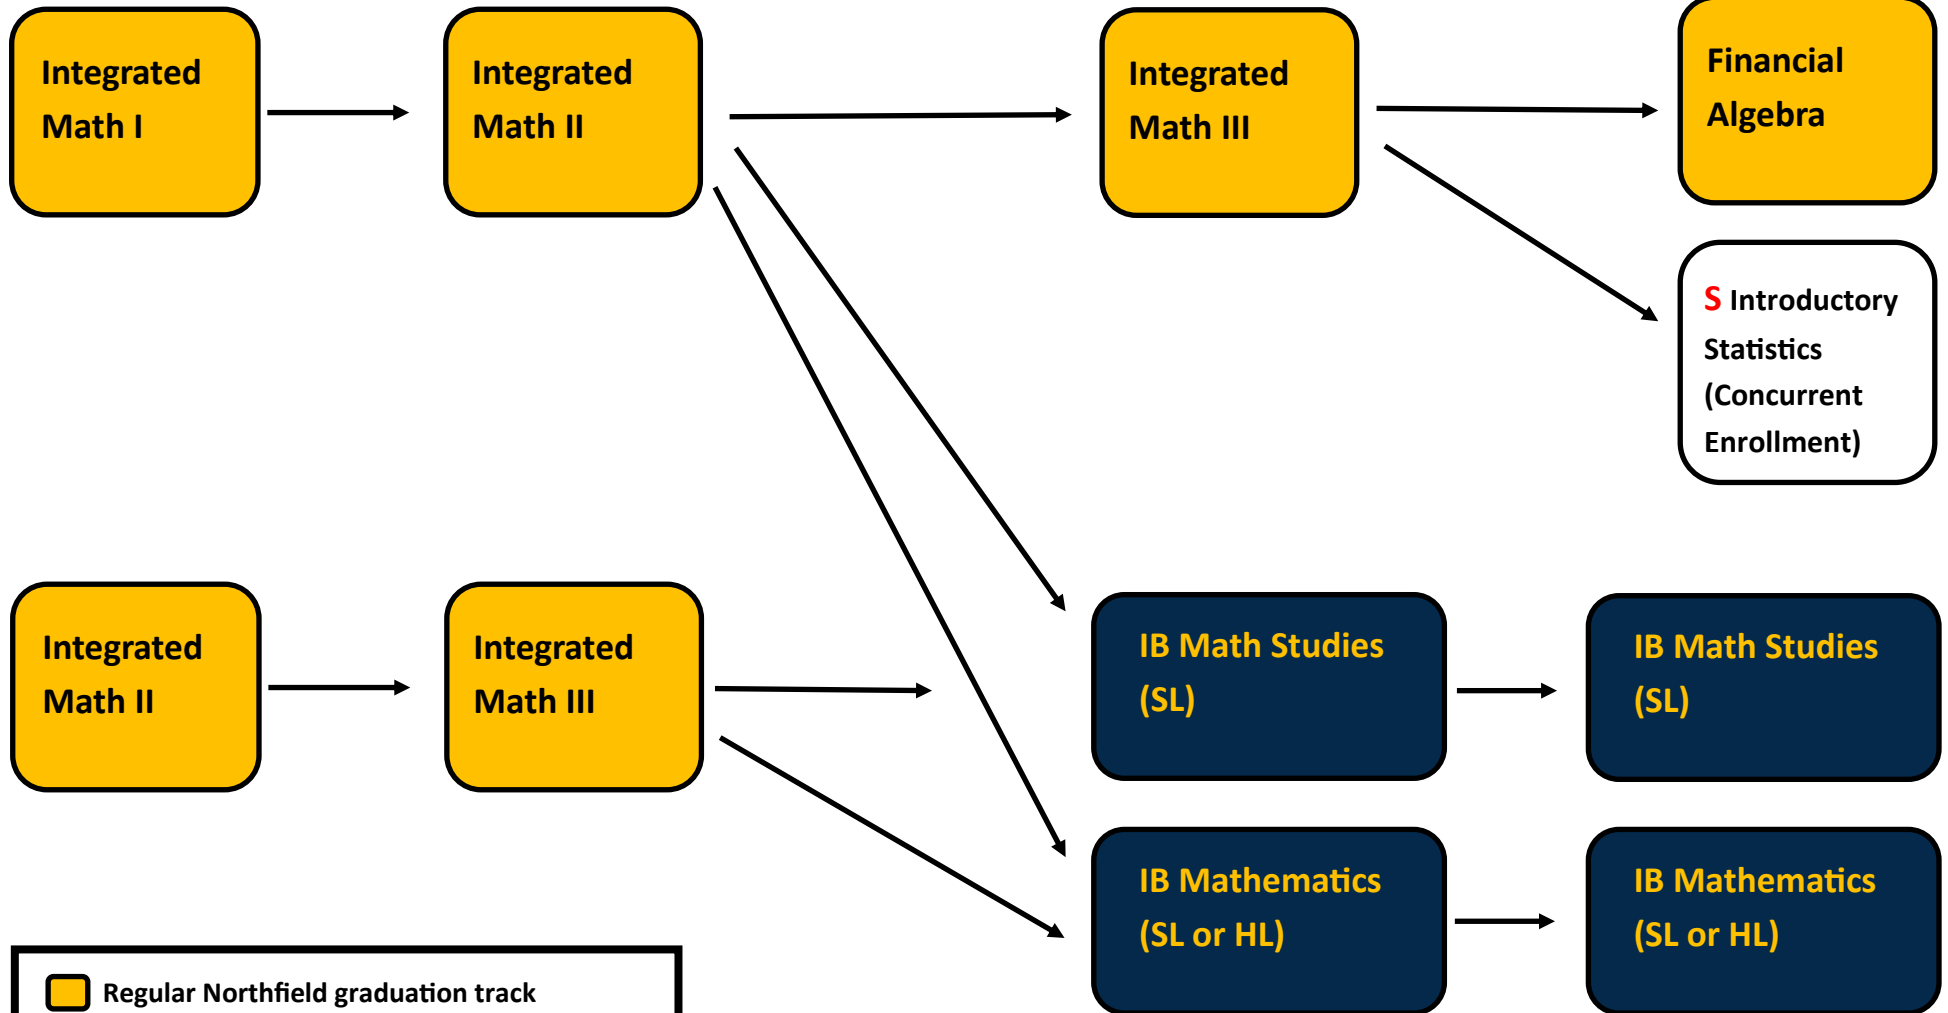 Integrated
Math I
Integrated
Math II
Integrated
Math III
Financial
Algebra
S Introductory
Statistics
(Concurrent
Enrollment)
Integrated
Math II
Integrated
Math III
IB Math Studies
(SL)
IB Math Studies
(SL)
IB Mathematics
(SL or HL)
IB Mathematics
(SL or HL)
Regular Northfield graduation track